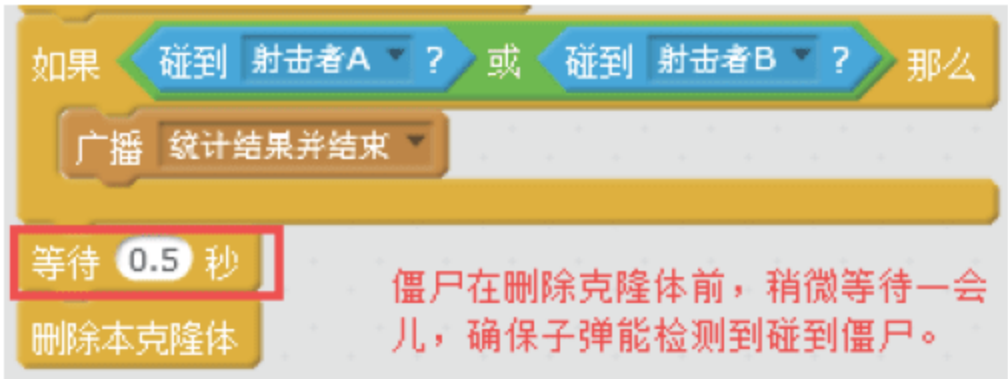 如果 碰到 射击者A ? 或 碰到 射击者B ? 那么
广播 统计结果并结束
等待 0.5 秒
僵尸在删除克隆体前，稍微等待一会
删除本克隆体
儿，确保子弹能检测到碰到僵尸。